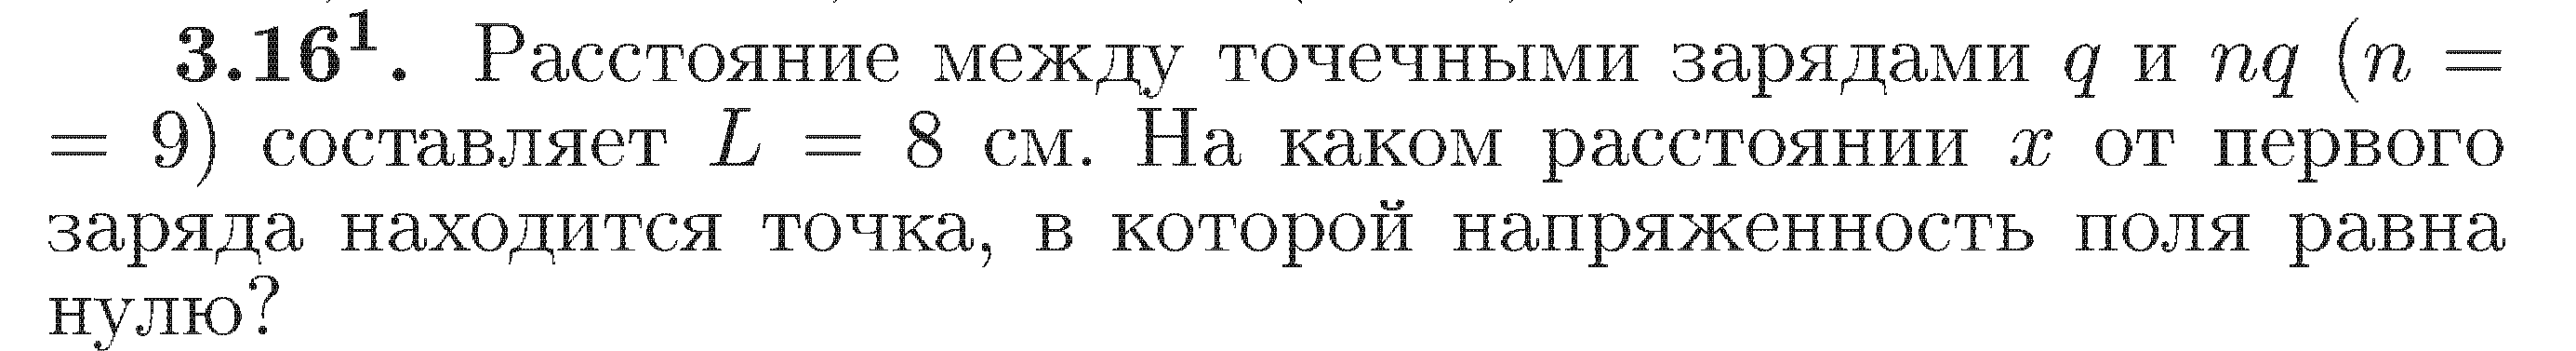 3.16¹. Расстояние между точечными зарядами q и nq (n =
= 9) составляет L = 8 см. На каком расстоянии x от первого
заряда находится точка, в которой напряженность поля равна
нулю?